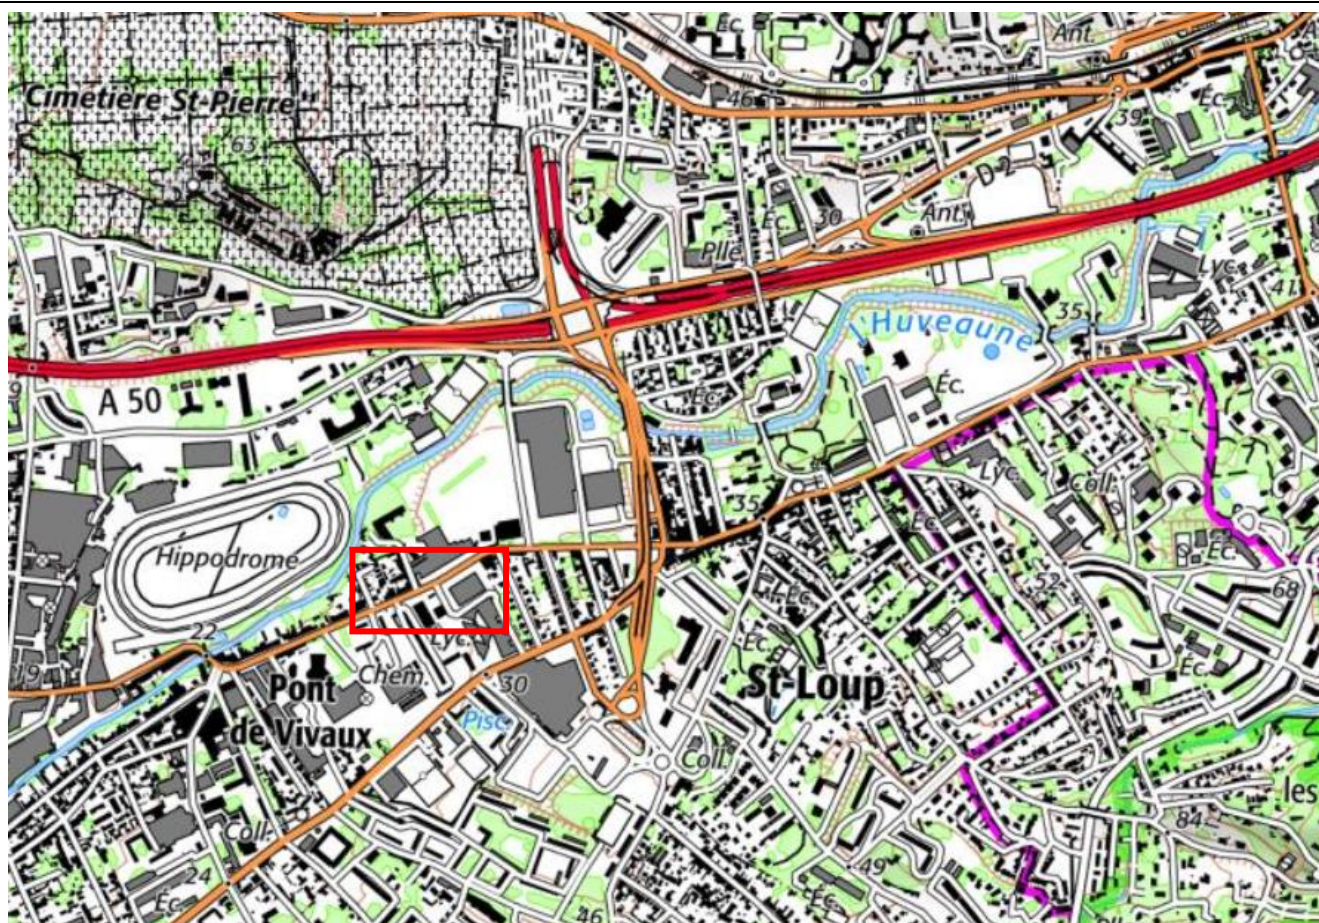 Éc.
Ant.
46
Éc.
Cimetière St-Pierre
39
63
D 2
30
Éc.
Ant.
Plle
Lyc.
41
35
Huveaune
A 50
Éc.
Éc.
Lyc.
Coll.
35
Éc.
Hippodrome
Éc.
52
68
22
Lyc.
Éc.
19
Chem.
Éc.
Éc.
Pont
de Vivaux
30
St-Loup
Pisc.
Coll.
les
84
Coll.
49
24
Éc.
Éc.
46